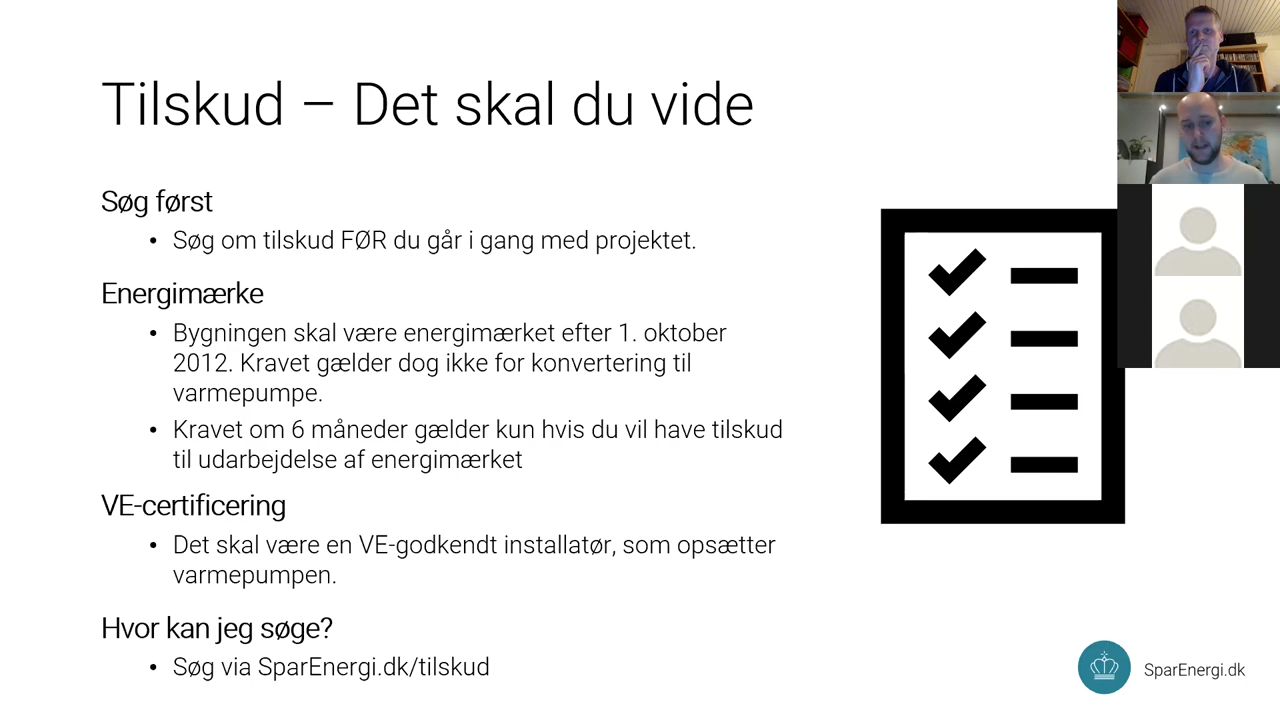 Tilskud – Det skal du vide
Søg først
• Søg om tilskud FØR du går i gang med projektet.
Energimærke
• Bygningen skal være energimærket efter 1. oktober
2012. Kravet gælder dog ikke for konvertering til
varmepumpe.
• Kravet om 6 måneder gælder kun hvis du vil have tilskud
til udarbejdelse af energimærket
VE-certificering
• Det skal være en VE-godkendt installatør, som opsætter
varmepumpen.
Hvor kan jeg søge?
• Søg via SparEnergi.dk/tilskud
SparEnergi.dk